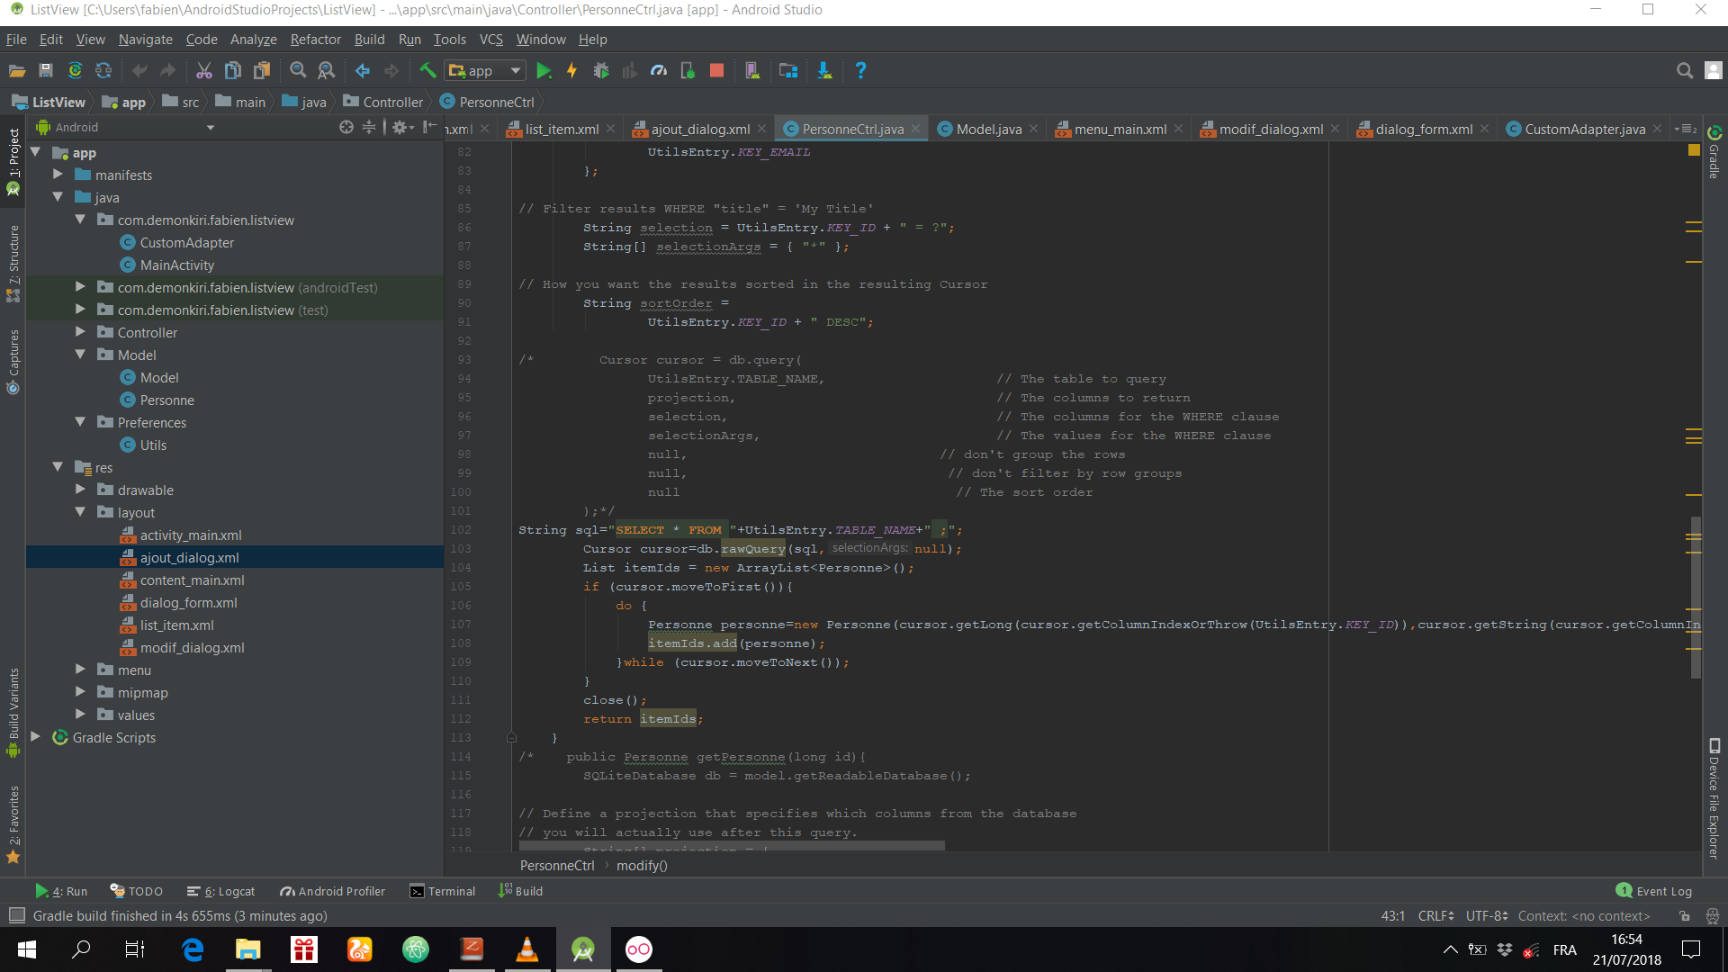 ListView [C:\Users\fabien\AndroidStudioProjects\ListView] - ...\app\src\main\java\Controller\PersonneCtrl.java [app] - Android Studio
File Edit View Navigate Code Analyze Refactor Build Run Tools VCS Window Help
app
ListView app src main java Controller PersonneCtrl
Android
n.xml list_item.xml ajout_dialog.xml PersonneCtrl.java Model.java menu_main.xml modif_dialog.xml dialog_form.xml CustomAdapter.java
1: Project
7: Structure
Captures
Build Variants
2: Favorites
app
manifests
java
com.demonkiri.fabien.listview
CustomAdapter
MainActivity
com.demonkiri.fabien.listview (androidTest)
com.demonkiri.fabien.listview (test)
Controller
Model
Model
Personne
Preferences
Utils
res
drawable
layout
activity_main.xml
ajout_dialog.xml
content_main.xml
dialog_form.xml
list_item.xml
modif_dialog.xml
menu
mipmap
values
Gradle Scripts
82 UtilsEntry.KEY_EMAIL
83 };
84
85 // Filter results WHERE "title" = 'My Title'
86 String selection = UtilsEntry.KEY_ID + " = ?";
87 String[] selectionArgs = { "*" };
88
89 // How you want the results sorted in the resulting Cursor
90 String sortOrder =
91 UtilsEntry.KEY_ID + " DESC";
92
93 /* Cursor cursor = db.query(
94 UtilsEntry.TABLE_NAME, // The table to query
95 projection, // The columns to return
96 selection, // The columns for the WHERE clause
97 selectionArgs, // The values for the WHERE clause
98 null, // don't group the rows
99 null, // don't filter by row groups
100 null // The sort order
101 );*/
102 String sql="SELECT * FROM "+UtilsEntry.TABLE_NAME+" ;";
103 Cursor cursor=db.rawQuery(sql, selectionArgs: null);
104 List itemIds = new ArrayList<Personne>();
105 if (cursor.moveToFirst()){
106 do {
107 Personne personne=new Personne(cursor.getLong(cursor.getColumnIndexOrThrow(UtilsEntry.KEY_ID)),cursor.getString(cursor.getColumnIn
108 itemIds.add(personne);
109 }while (cursor.moveToNext());
110 }
111 close();
112 return itemIds;
113 }
114 /* public Personne getPersonne(long id){
115 SQLiteDatabase db = model.getReadableDatabase();
116
117 // Define a projection that specifies which columns from the database
118 // you will actually use after this query.
119 String[] projection = {
PersonneCtrl modify()
Gradle
Device File Explorer
4: Run TODO 6: Logcat Android Profiler Terminal Build 1 Event Log
Gradle build finished in 4s 655ms (3 minutes ago) 43:1 CRLF UTF-8 Context: <no context>
FRA
16:54
21/07/2018